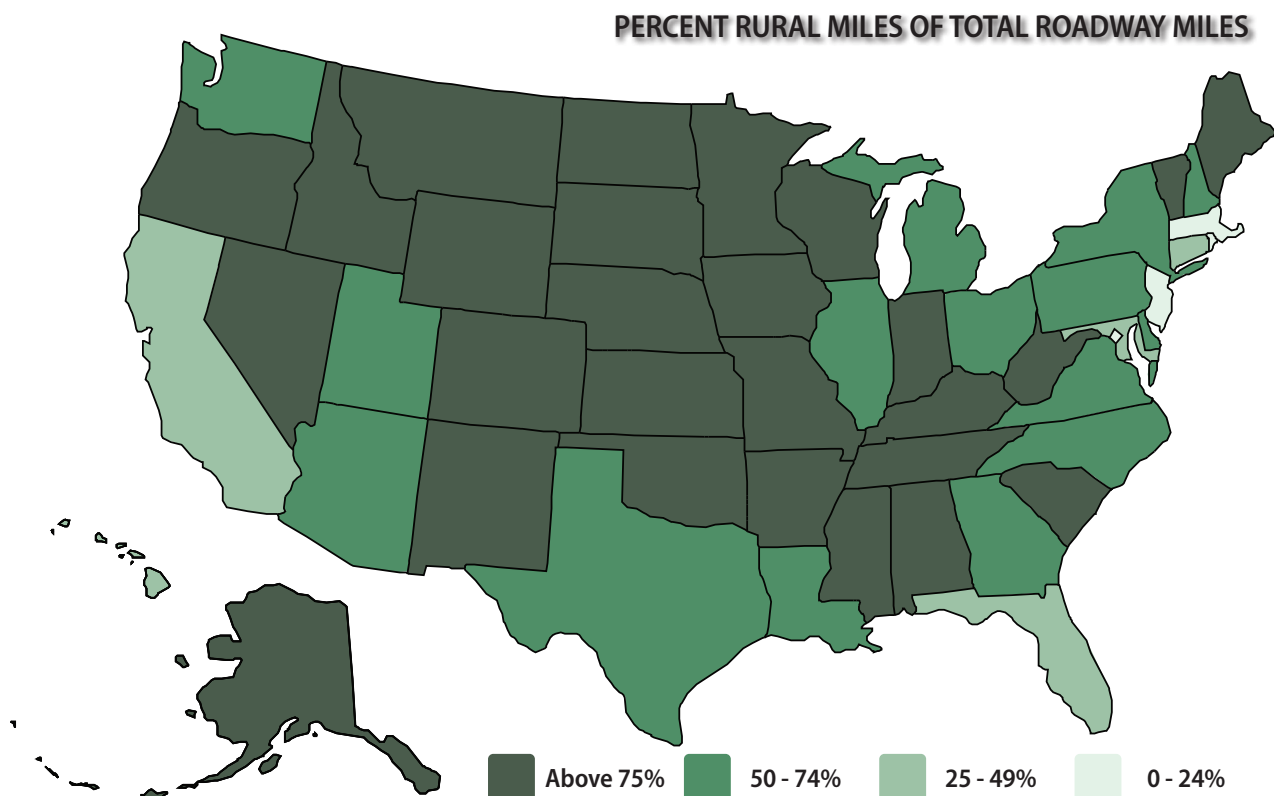 PERCENT RURAL MILES OF TOTAL ROADWAY MILES
Above 75% 50 - 74% 25 - 49% 0 - 24%